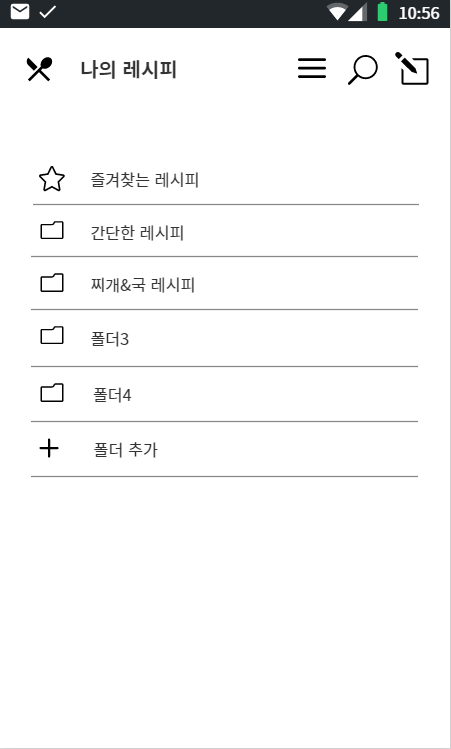 10:56
나의 레시피
즐겨찾는 레시피
간단한 레시피
찌개&국 레시피
폴더3
폴더4
폴더 추가